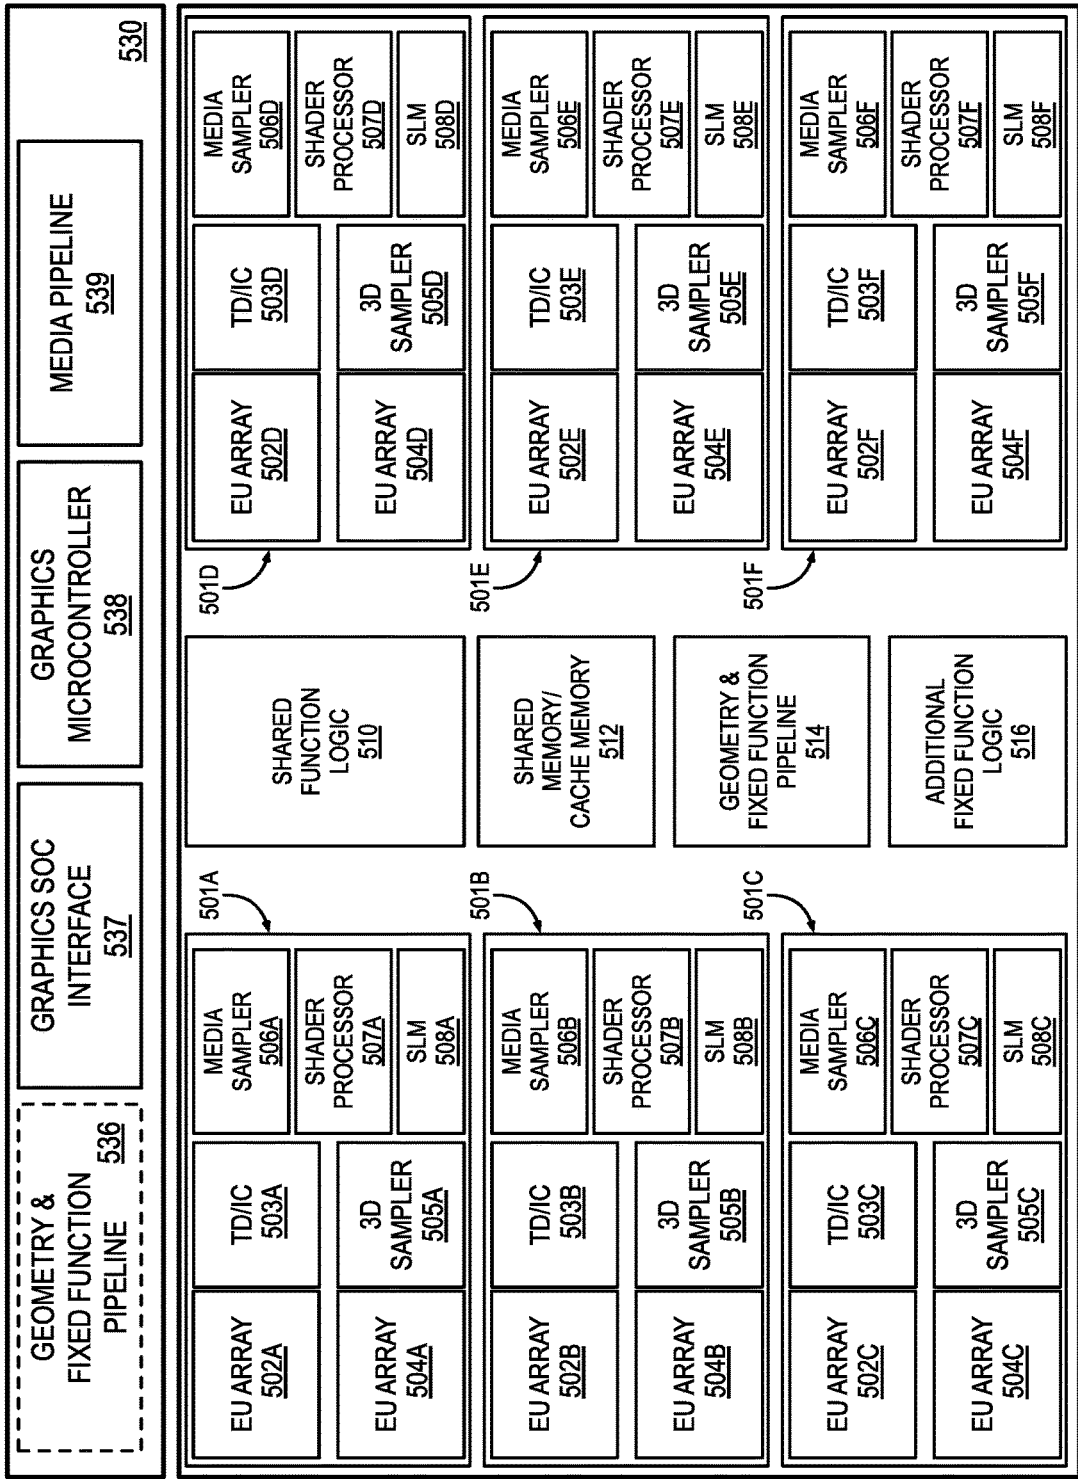 530
GEOMETRY &
FIXED FUNCTION
PIPELINE
536
GRAPHICS SOC
INTERFACE
537
GRAPHICS
MICROCONTROLLER
538
MEDIA PIPELINE
539
501A
EU ARRAY
502A
TD/IC
503A
MEDIA
SAMPLER
506A
SHADER
PROCESSOR
507A
EU ARRAY
504A
3D
SAMPLER
505A
SLM
508A
501B
EU ARRAY
502B
TD/IC
503B
MEDIA
SAMPLER
506B
SHADER
PROCESSOR
507B
EU ARRAY
504B
3D
SAMPLER
505B
SLM
508B
501C
EU ARRAY
502C
TD/IC
503C
MEDIA
SAMPLER
506C
SHADER
PROCESSOR
507C
EU ARRAY
504C
3D
SAMPLER
505C
SLM
508C
SHARED
FUNCTION
LOGIC
510
SHARED
MEMORY/
CACHE MEMORY
512
GEOMETRY &
FIXED FUNCTION
PIPELINE
514
ADDITIONAL
FIXED FUNCTION
LOGIC
516
501D
EU ARRAY
502D
TD/IC
503D
MEDIA
SAMPLER
506D
SHADER
PROCESSOR
507D
EU ARRAY
504D
3D
SAMPLER
505D
SLM
508D
501E
EU ARRAY
502E
TD/IC
503E
MEDIA
SAMPLER
506E
SHADER
PROCESSOR
507E
EU ARRAY
504E
3D
SAMPLER
505E
SLM
508E
501F
EU ARRAY
502F
TD/IC
503F
MEDIA
SAMPLER
506F
SHADER
PROCESSOR
507F
EU ARRAY
504F
3D
SAMPLER
505F
SLM
508F